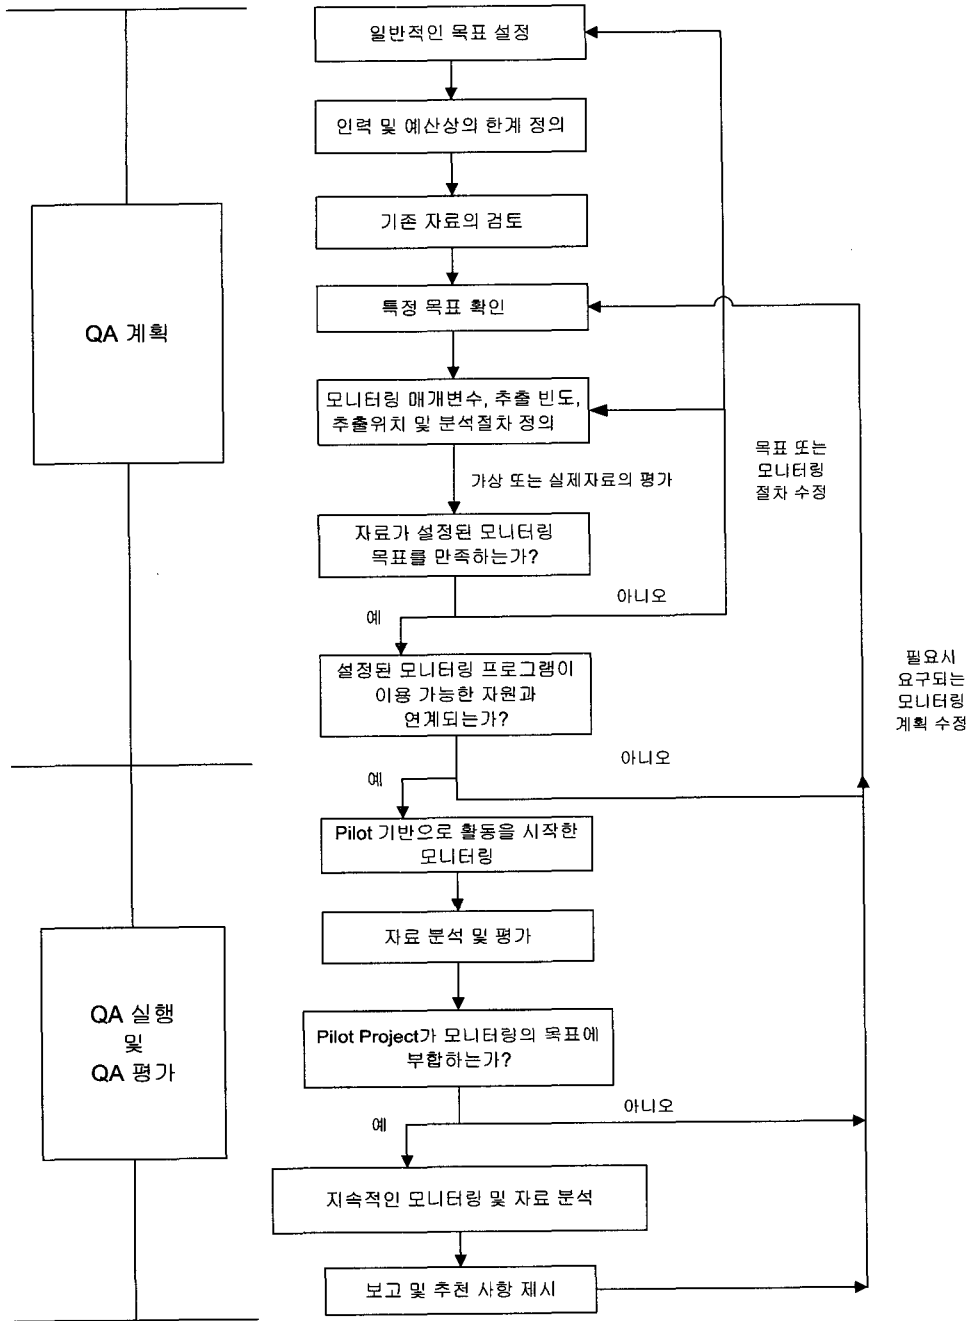 일반적인 목표 설정
인력 및 예산상의 한계 정의
기존 자료의 검토
특정 목표 확인
QA 계획
모니터링 매개변수, 추출 빈도,
추출위치 및 분석절차 정의
목표 또는
모니터링
절차 수정
가상 또는 실제자료의 평가
자료가 설정된 모니터링
목표를 만족하는가?
아니오
예
설정된 모니터링 프로그램이
이용 가능한 자원과
연계되는가?
필요시
요구되는
모니터링
계획 수정
아니오
예
Pilot 기반으로 활동을 시작한
모니터링
자료 분석 및 평가
QA 실행
및
QA 평가
Pilot Project가 모니터링의 목표에
부합하는가?
아니오
예
지속적인 모니터링 및 자료 분석
보고 및 추천 사항 제시